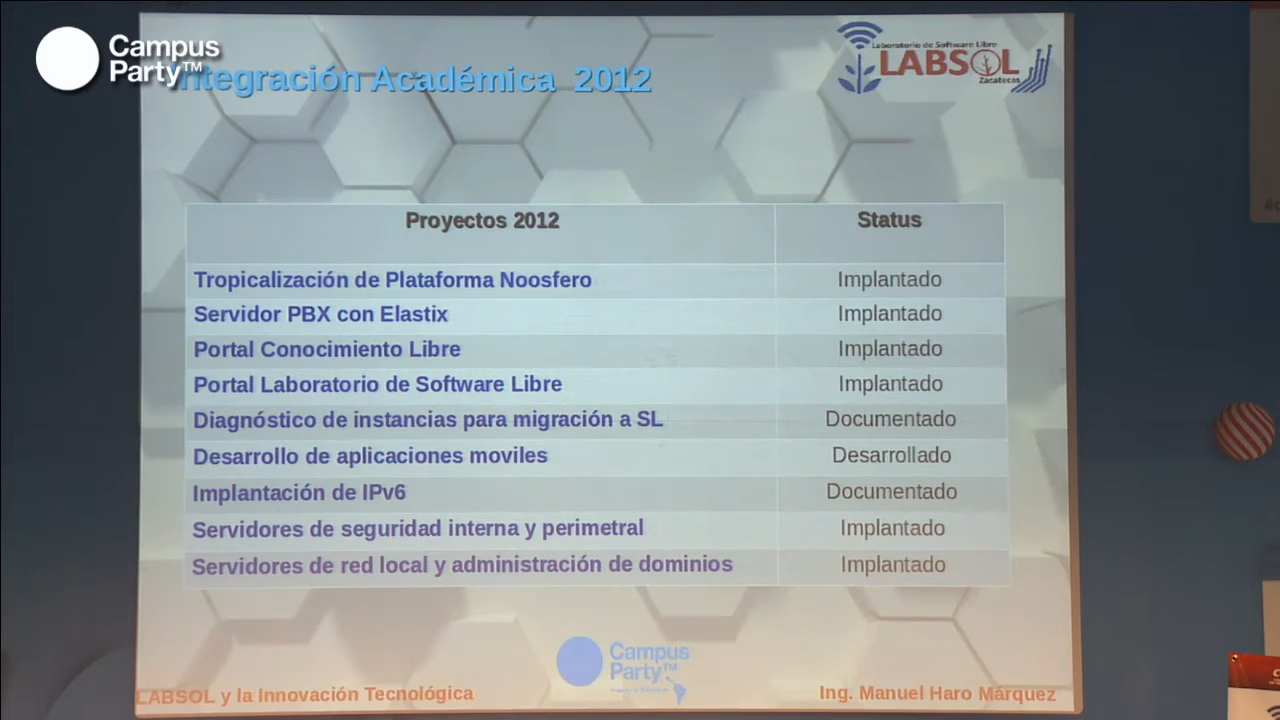 Campus
Party™
Integración Académica 2012
Laboratorio de Software Libre
LABSOL
Zacatecas
Proyectos 2012 Status
Tropicalización de Plataforma Noosfero Implantado
Servidor PBX con Elastix Implantado
Portal Conocimiento Libre Implantado
Portal Laboratorio de Software Libre Implantado
Diagnóstico de instancias para migración a SL Documentado
Desarrollo de aplicaciones moviles Desarrollado
Implantación de IPv6 Documentado
Servidores de seguridad interna y perimetral Implantado
Servidores de red local y administración de dominios Implantado
Campus
Party™
LABSOL y la Innovación Tecnológica
Ing. Manuel Haro Márquez